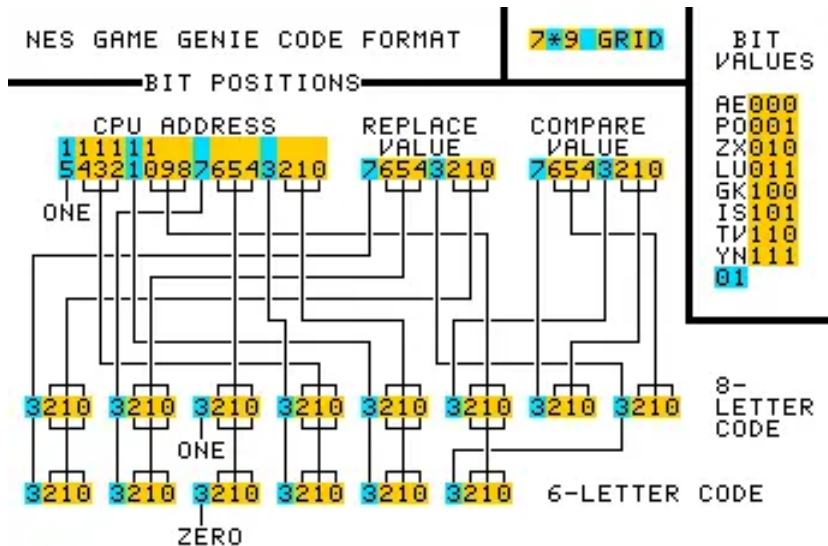 NES GAME GENIE CODE FORMAT
7*9 GRID
BIT
VALUES
BIT POSITIONS
AE000
PO001
ZX010
LU011
GK100
IS101
TV110
YN111
01
CPU ADDRESS
111111
5432109876543210
ONE
REPLACE
VALUE
76543210
COMPARE
VALUE
76543210
3210 3210 3210 3210 3210 3210 3210 3210
8-
LETTER
CODE
ONE
3210 3210 3210 3210 3210 3210
6-LETTER CODE
ZERO